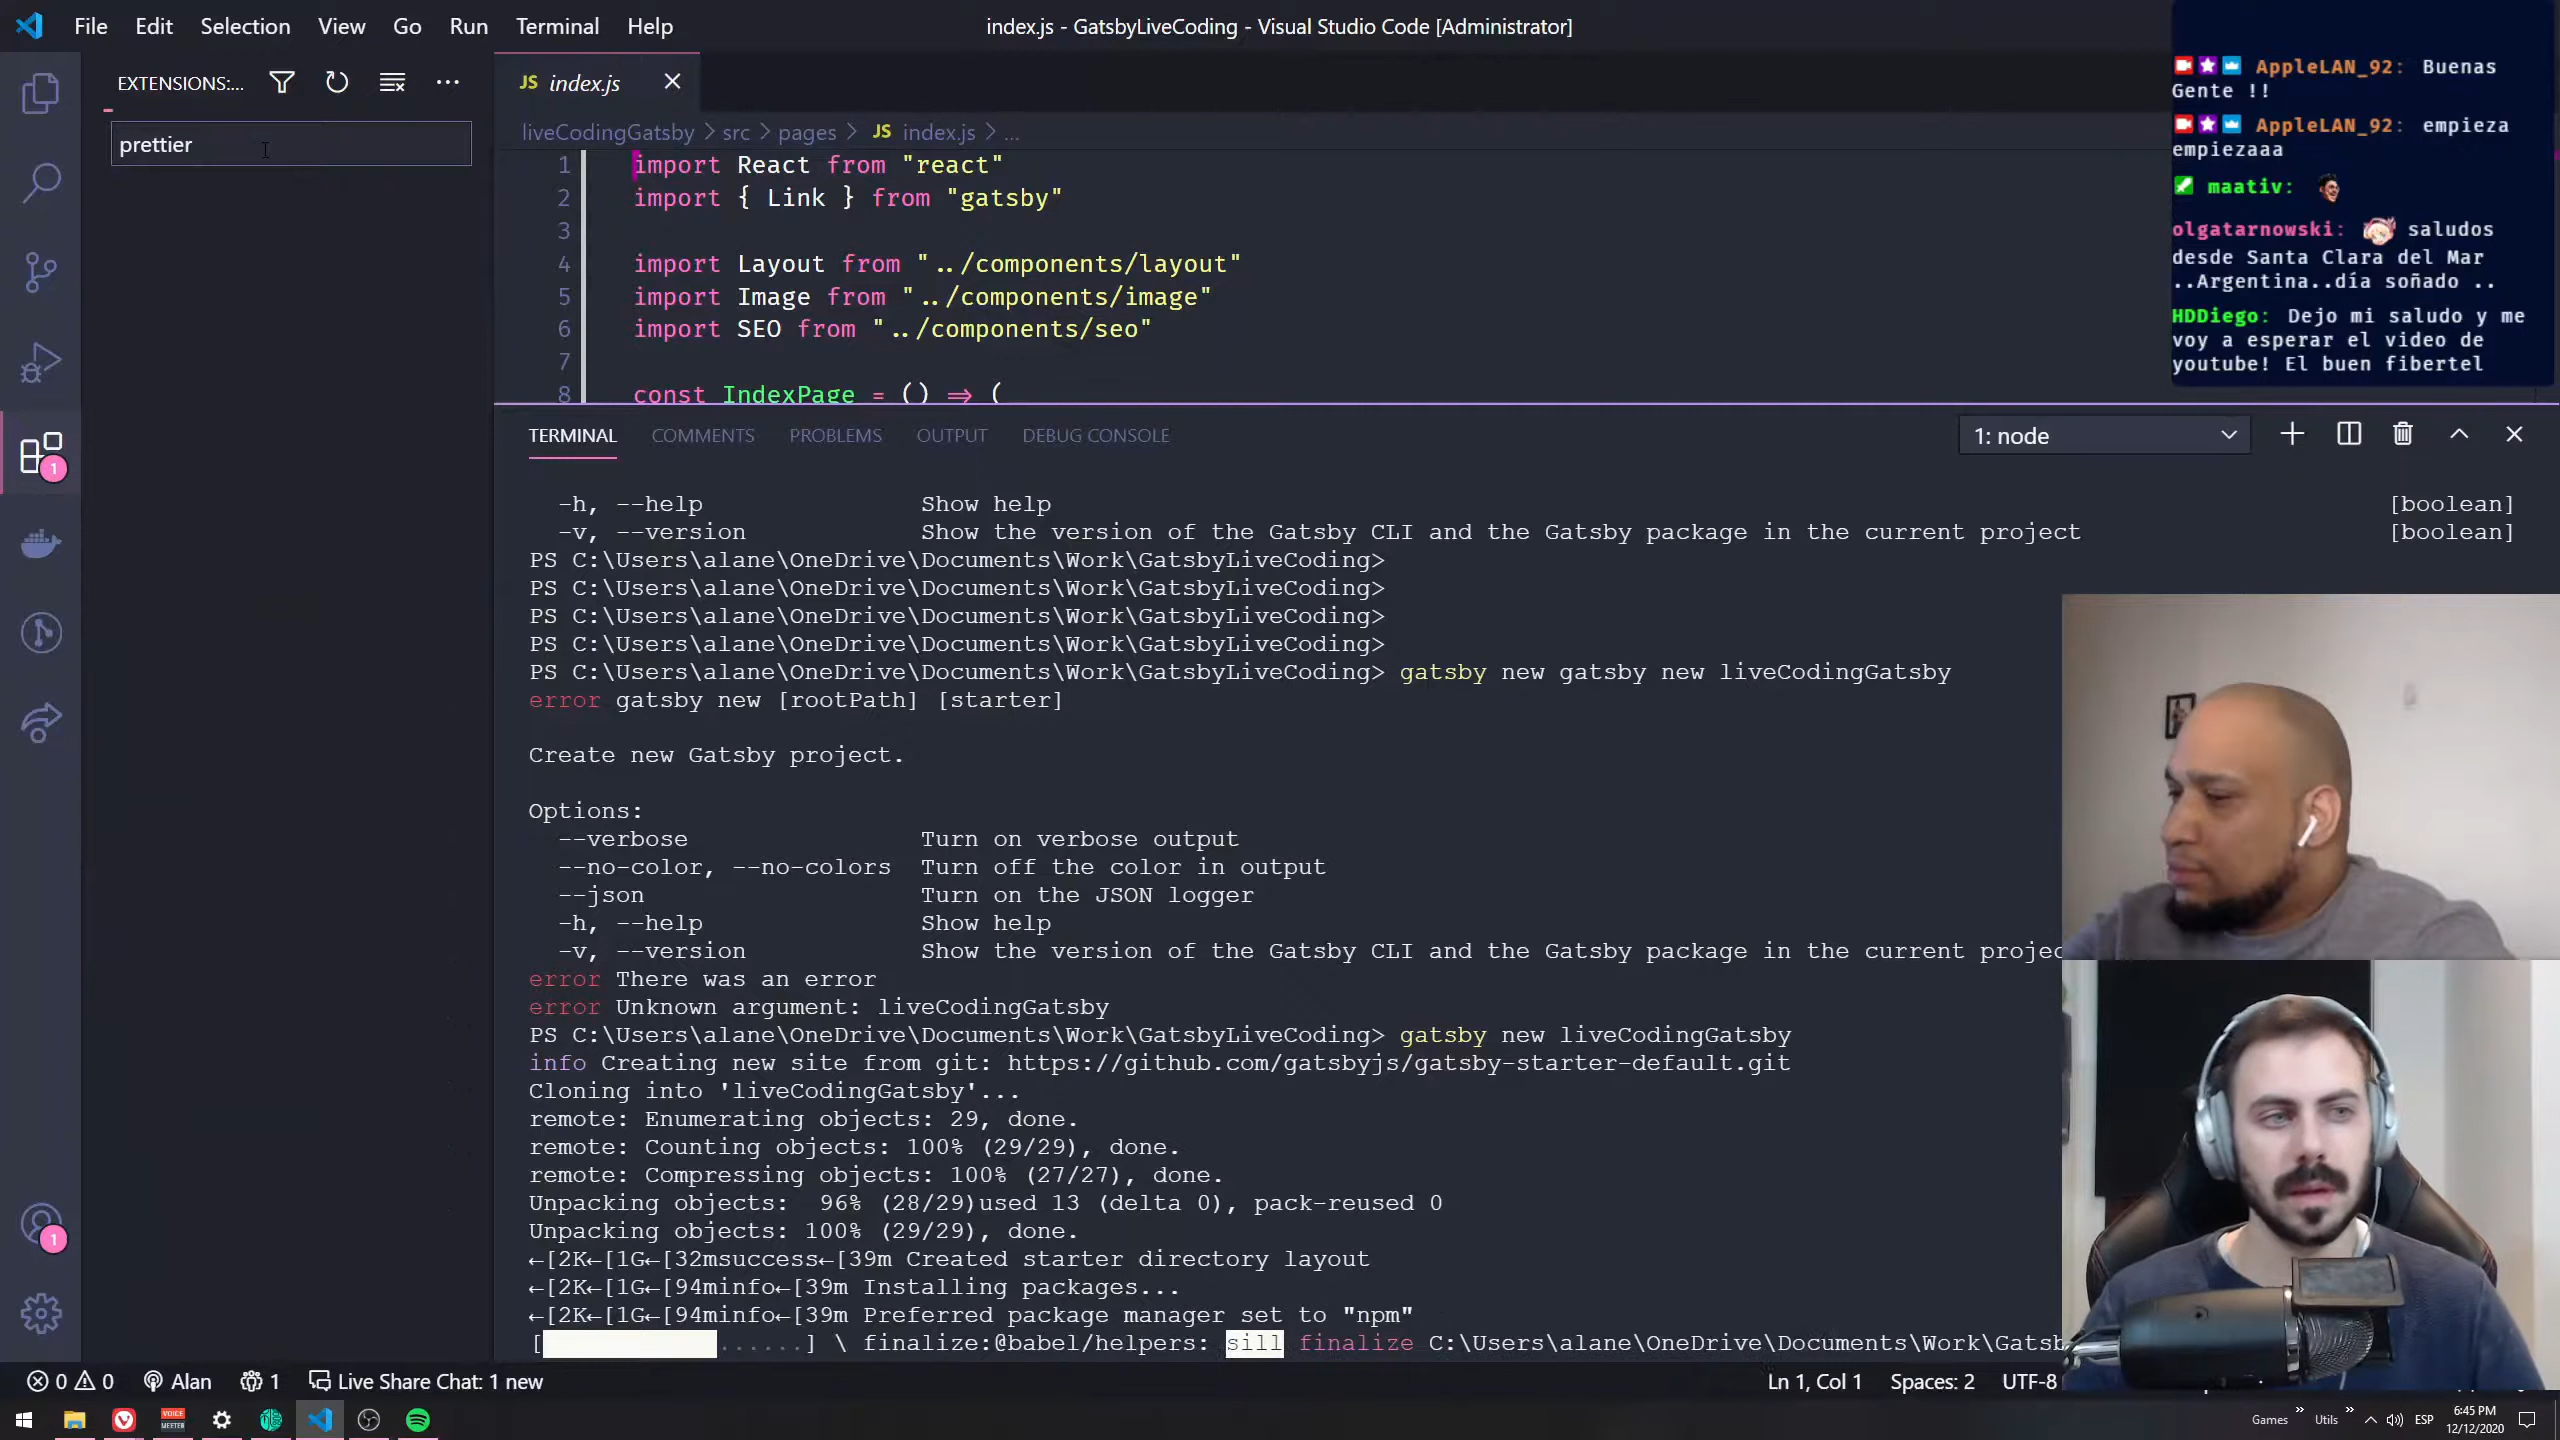 File Edit Selection View Go Run Terminal Help
index.js - GatsbyLiveCoding - Visual Studio Code [Administrator]
EXTENSIONS:...
prettier
JS index.js
liveCodingGatsby > src > pages > JS index.js > ...
1 import React from "react"
2 import { Link } from "gatsby"
3
4 import Layout from "../components/layout"
5 import Image from "../components/image"
6 import SEO from "../components/seo"
7
8 const IndexPage = () => (
AppleLAN_92: Buenas
Gente !!
AppleLAN_92: empieza
empiezaaa
maativ:
olgatarnowski: saludos
desde Santa Clara del Mar
..Argentina..día soñado ..
HDDiego: Dejo mi saludo y me
voy a esperar el video de
youtube! El buen fibertel
TERMINAL COMMENTS PROBLEMS OUTPUT DEBUG CONSOLE
1: node
-h, --help Show help [boolean]
-v, --version Show the version of the Gatsby CLI and the Gatsby package in the current project [boolean]
PS C:\Users\alane\OneDrive\Documents\Work\GatsbyLiveCoding>
PS C:\Users\alane\OneDrive\Documents\Work\GatsbyLiveCoding>
PS C:\Users\alane\OneDrive\Documents\Work\GatsbyLiveCoding>
PS C:\Users\alane\OneDrive\Documents\Work\GatsbyLiveCoding>
PS C:\Users\alane\OneDrive\Documents\Work\GatsbyLiveCoding> gatsby new gatsby new liveCodingGatsby
error gatsby new [rootPath] [starter]
Create new Gatsby project.
Options:
--verbose Turn on verbose output
--no-color, --no-colors Turn off the color in output
--json Turn on the JSON logger
-h, --help Show help
-v, --version Show the version of the Gatsby CLI and the Gatsby package in the current projec
error There was an error
error Unknown argument: liveCodingGatsby
PS C:\Users\alane\OneDrive\Documents\Work\GatsbyLiveCoding> gatsby new liveCodingGatsby
info Creating new site from git: https://github.com/gatsbyjs/gatsby-starter-default.git
Cloning into 'liveCodingGatsby'...
remote: Enumerating objects: 29, done.
remote: Counting objects: 100% (29/29), done.
remote: Compressing objects: 100% (27/27), done.
Unpacking objects:  96% (28/29)used 13 (delta 0), pack-reused 0
Unpacking objects: 100% (29/29), done.
←[2K←[1G←[32msuccess←[39m Created starter directory layout
←[2K←[1G←[94minfo←[39m Installing packages...
←[2K←[1G←[94minfo←[39m Preferred package manager set to "npm"
[ ......] \ finalize:@babel/helpers: sill finalize C:\Users\alane\OneDrive\Documents\Work\Gatsb
1
1
0 0 Alan 1 Live Share Chat: 1 new
Ln 1, Col 1 Spaces: 2 UTF-8
VOICE
MEETER
Games » Utils » ESP
6:45 PM
12/12/2020